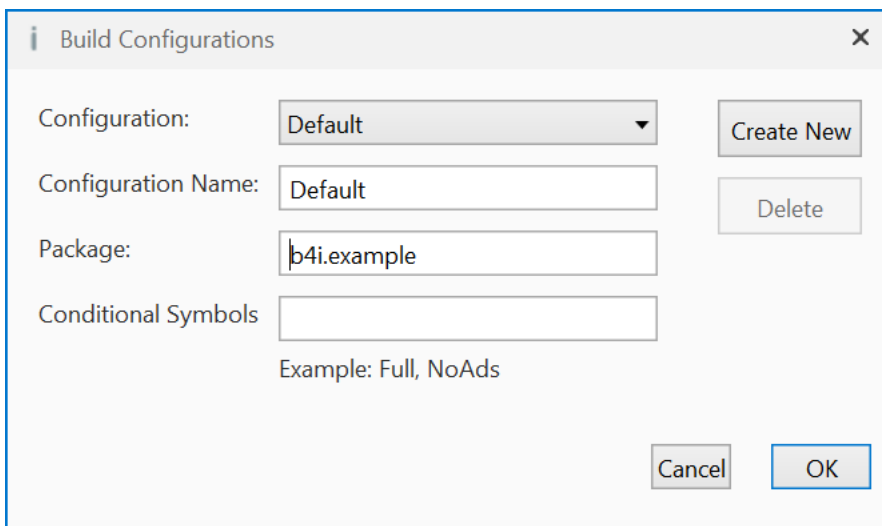 Build Configurations
Configuration: Default Create New
Configuration Name: Default Delete
Package: b4i.example
Conditional Symbols
Example: Full, NoAds
Cancel OK